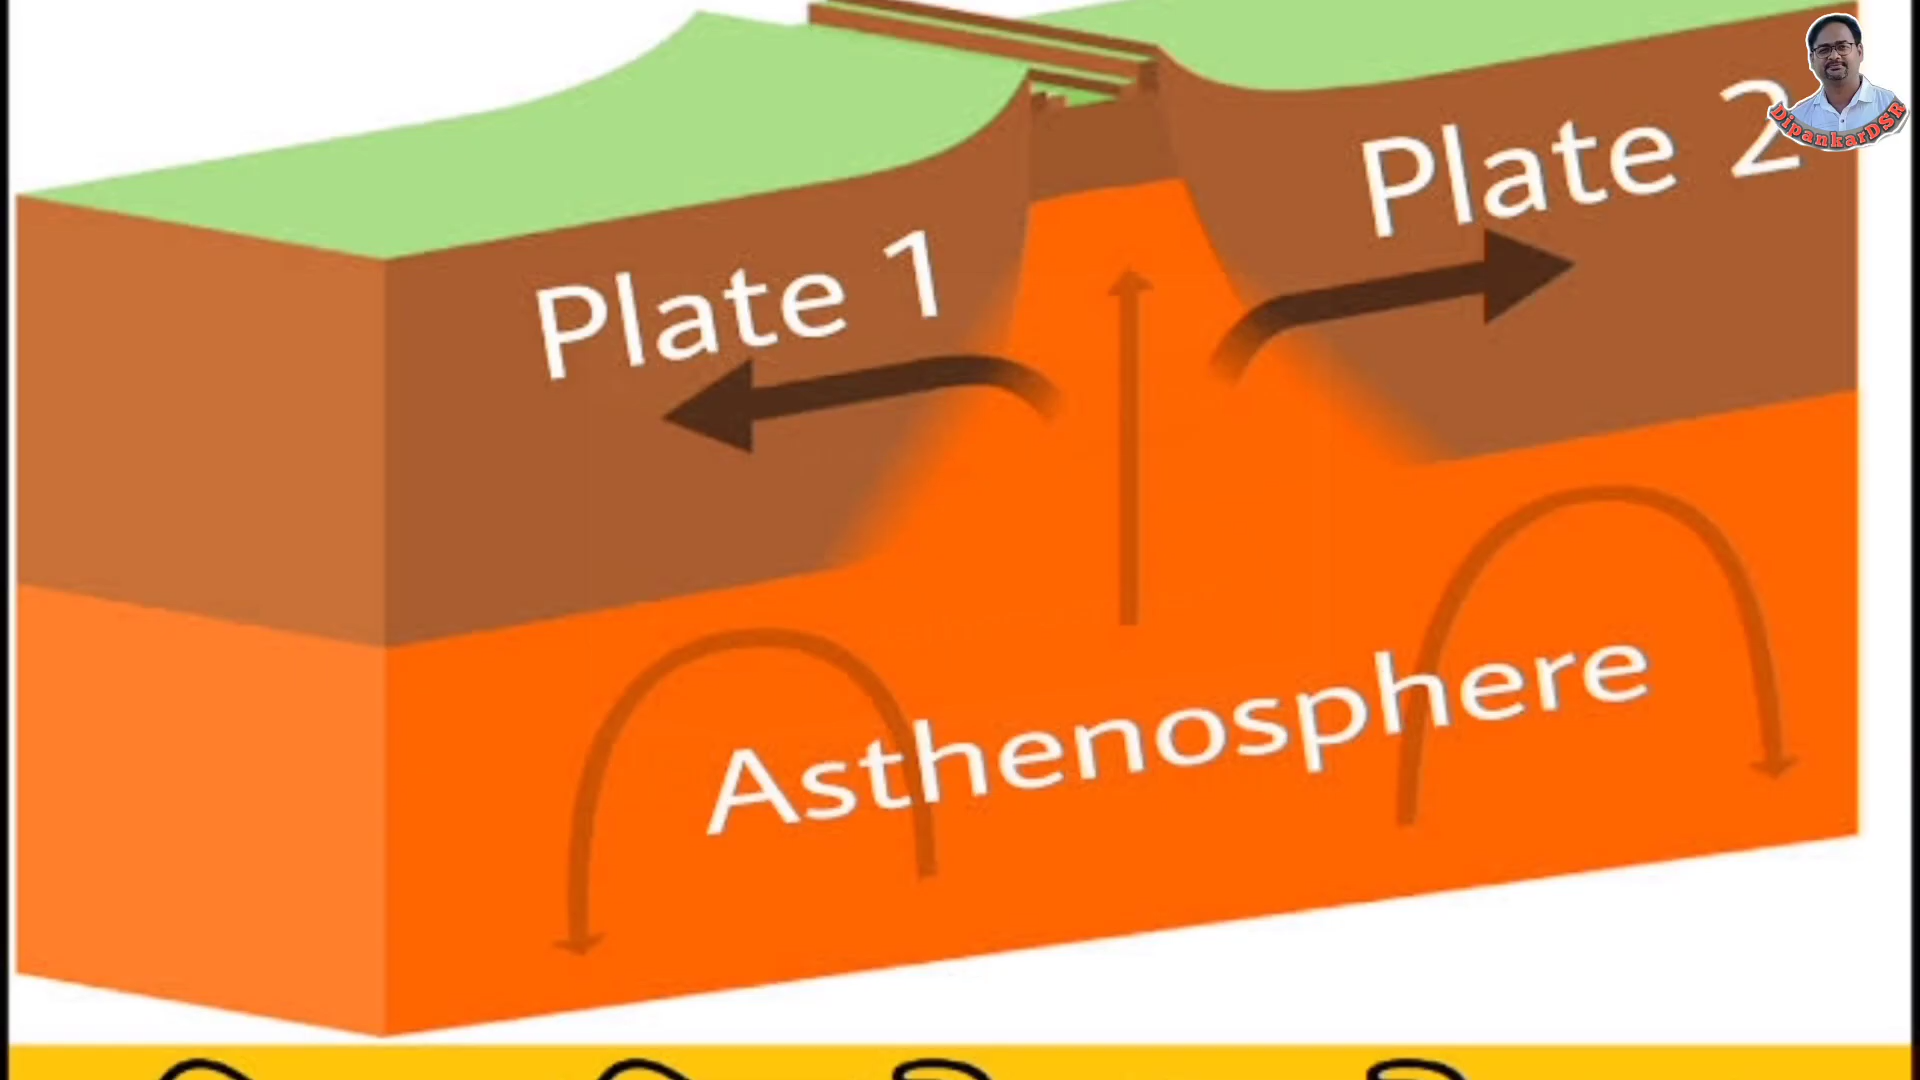 DipankarDSR
Plate 2
Plate 1
Asthenosphere